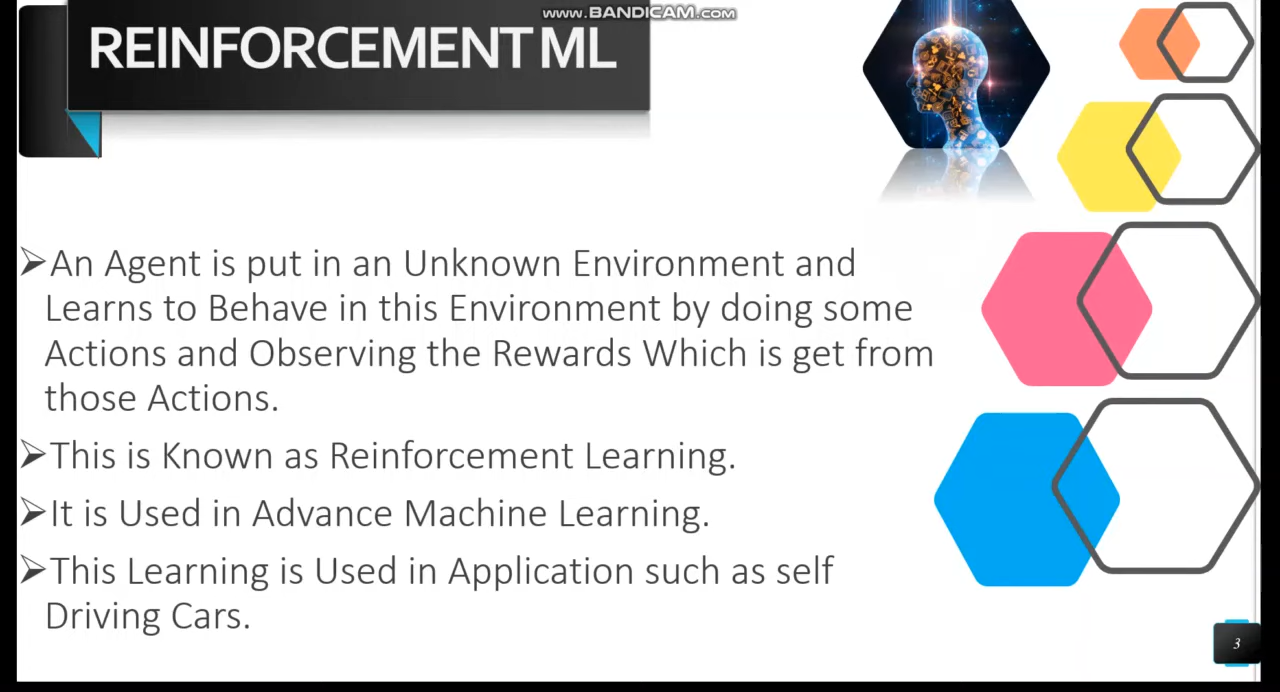 www.BANDICAM.com
REINFORCEMENT ML
➢An Agent is put in an Unknown Environment and
Learns to Behave in this Environment by doing some
Actions and Observing the Rewards Which is get from
those Actions.
➢This is Known as Reinforcement Learning.
➢It is Used in Advance Machine Learning.
➢This Learning is Used in Application such as self
Driving Cars.
3